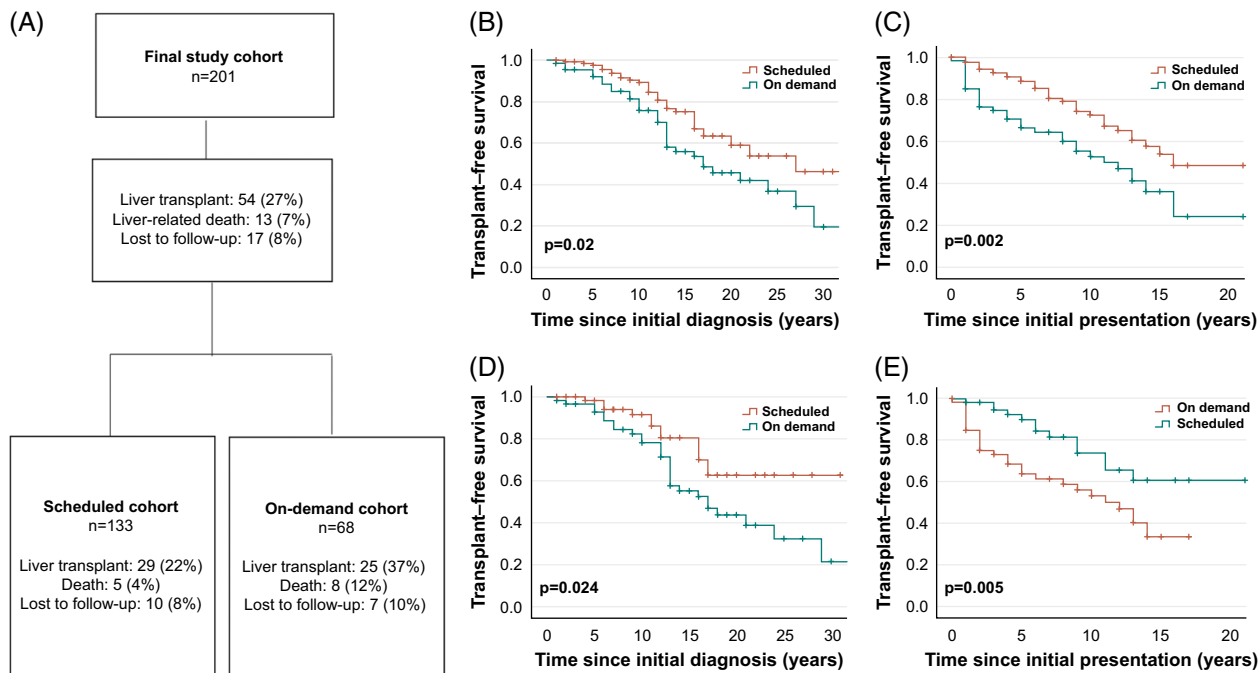 (A)
Final study cohort
n=201
Liver transplant: 54 (27%)
Liver-related death: 13 (7%)
Lost to follow-up: 17 (8%)
Scheduled cohort
n=133
Liver transplant: 29 (22%)
Death: 5 (4%)
Lost to follow-up: 10 (8%)
On-demand cohort
n=68
Liver transplant: 25 (37%)
Death: 8 (12%)
Lost to follow-up: 7 (10%)
(B)
Transplant–free survival
1.0
0.8
0.6
0.4
0.2
0.0
Scheduled
On demand
p=0.02
0 5 10 15 20 25 30
Time since initial diagnosis (years)
(C)
Transplant–free survival
1.0
0.8
0.6
0.4
0.2
0.0
Scheduled
On demand
p=0.002
0 5 10 15 20
Time since initial presentation (years)
(D)
Transplant–free survival
1.0
0.8
0.6
0.4
0.2
0.0
Scheduled
On demand
p=0.024
0 5 10 15 20 25 30
Time since initial diagnosis (years)
(E)
Transplant–free survival
1.0
0.8
0.6
0.4
0.2
0.0
On demand
Scheduled
p=0.005
0 5 10 15 20
Time since initial presentation (years)